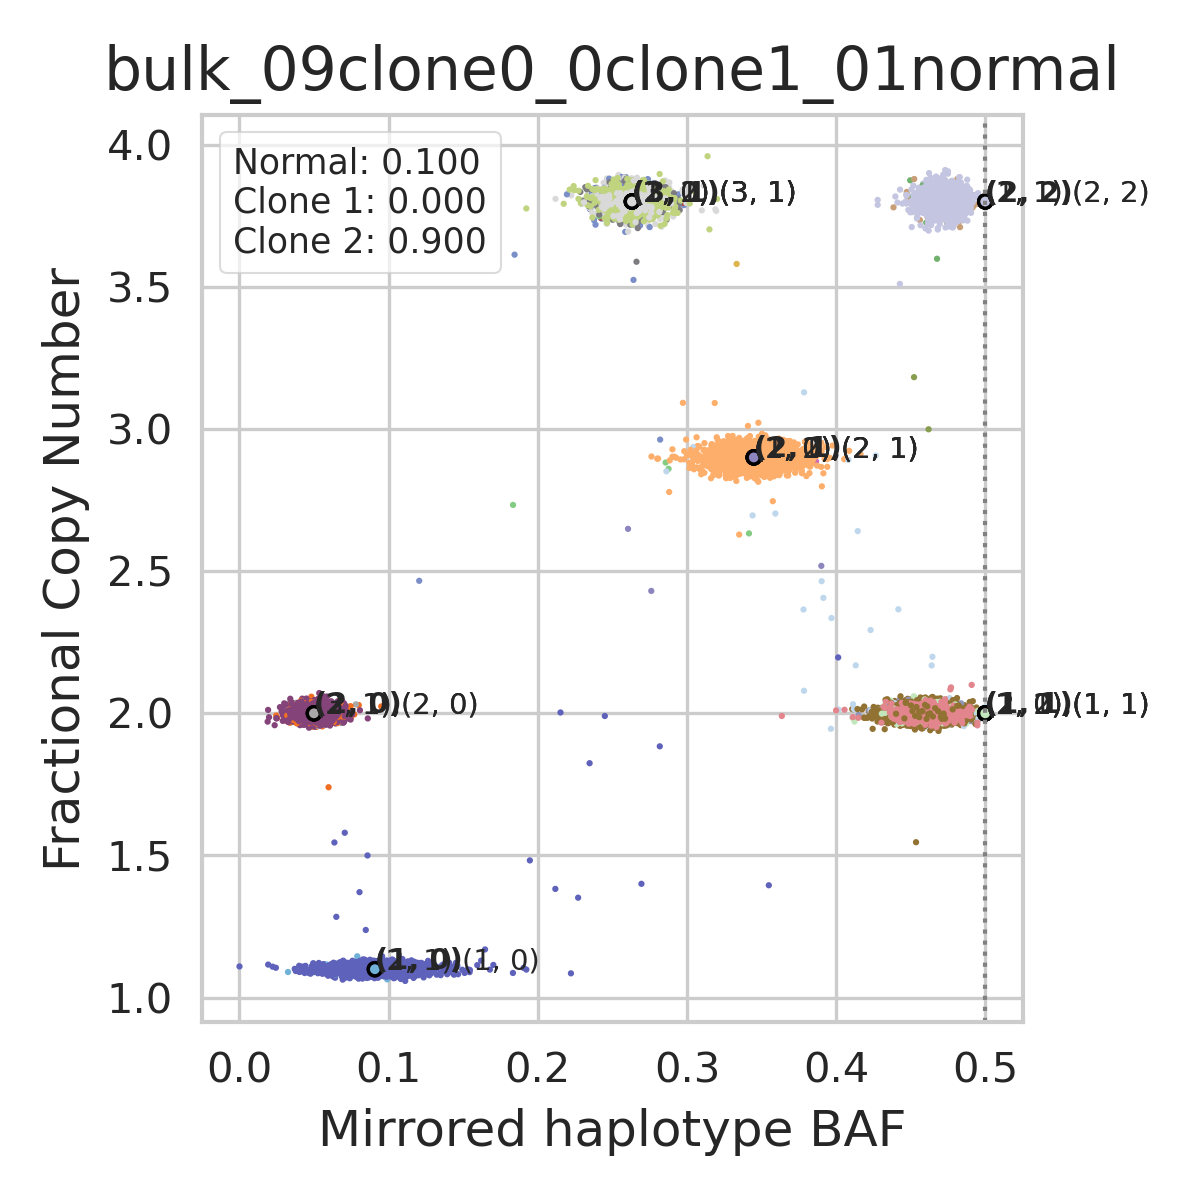 bulk_09clone0_0clone1_01normal
Normal: 0.100
Clone 1: 0.000
Clone 2: 0.900
4.0
3.5
3.0
2.5
2.0
1.5
1.0
(3, 1)
(2, 2)
(2, 1)
(2, 0)
(1, 1)
(1, 0)
0.0 0.1 0.2 0.3 0.4 0.5
Mirrored haplotype BAF
Fractional Copy Number